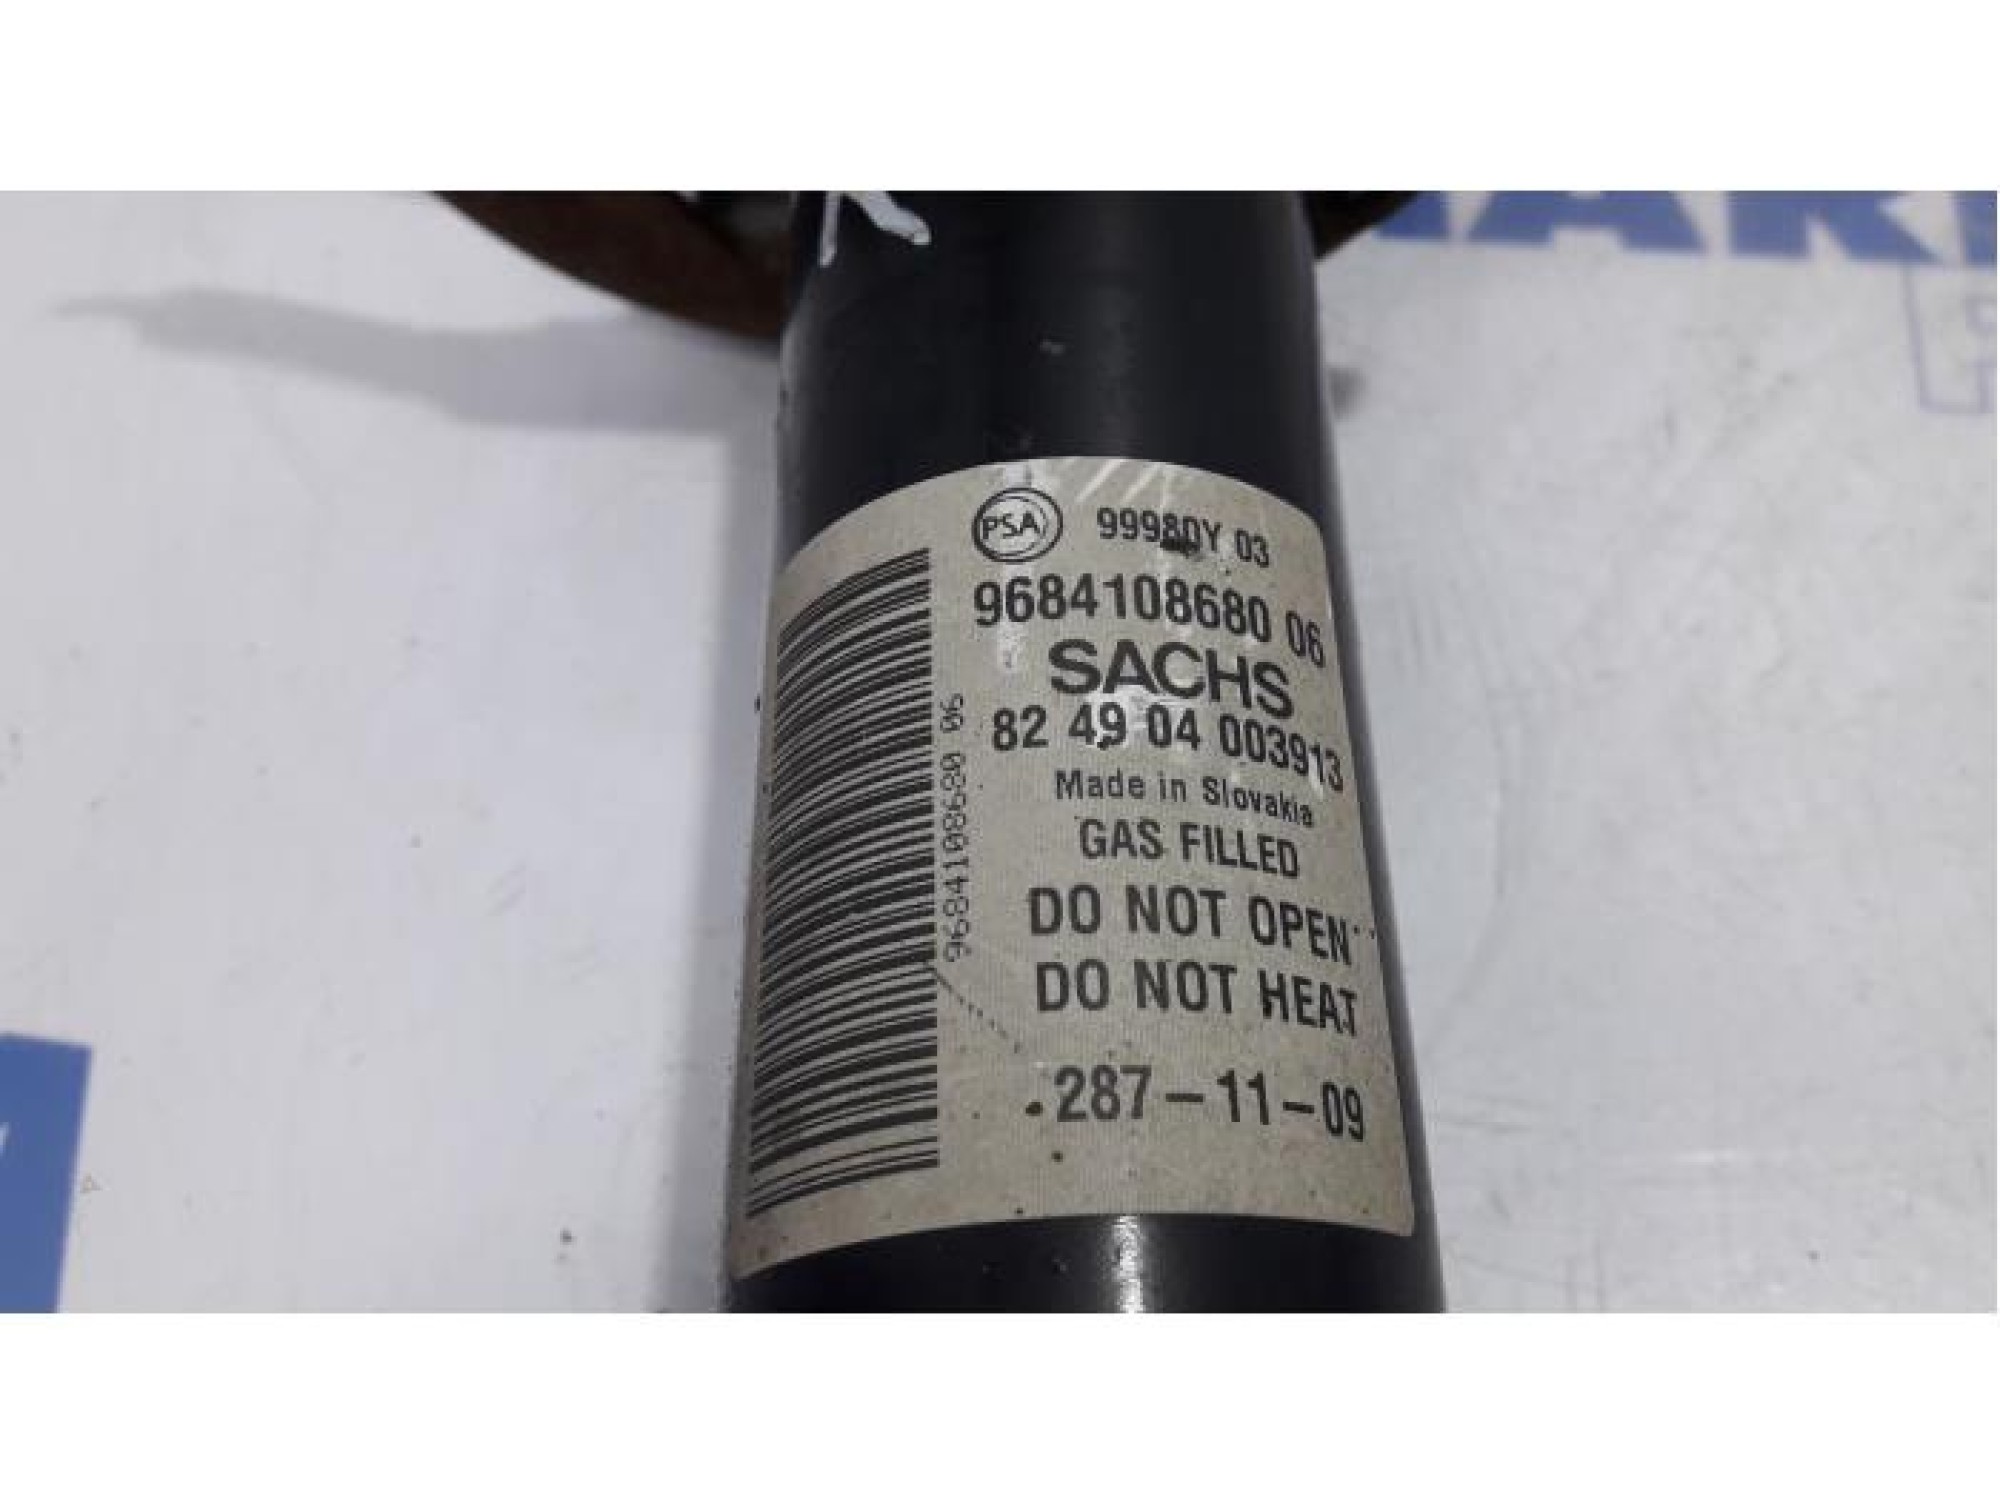 PSA 99980Y 03
9684108680 06
SACHS
82 49 04 003913
Made in Slovakia
GAS FILLED
DO NOT OPEN
DO NOT HEAT
287-11-09
9684108680 06